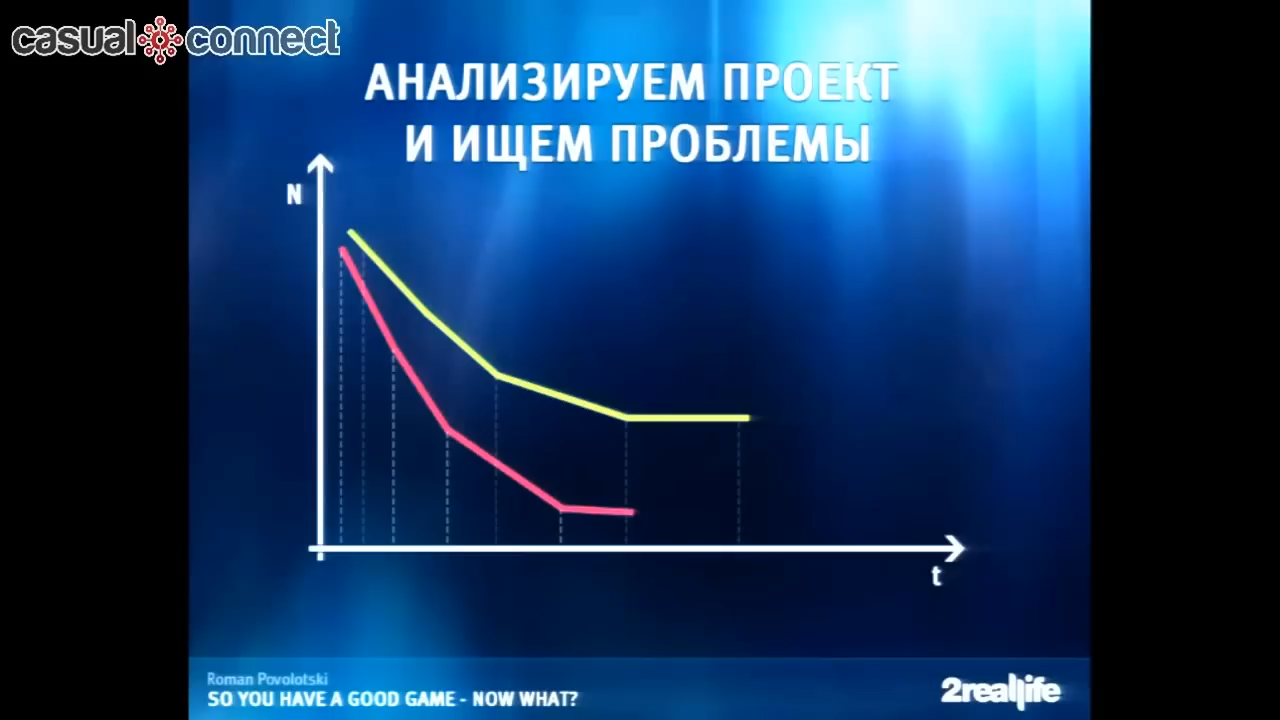 casual connect
АНАЛИЗИРУЕМ ПРОЕКТ
И ИЩЕМ ПРОБЛЕМЫ
N
t
Roman Povolotski
SO YOU HAVE A GOOD GAME - NOW WHAT?
2reallife